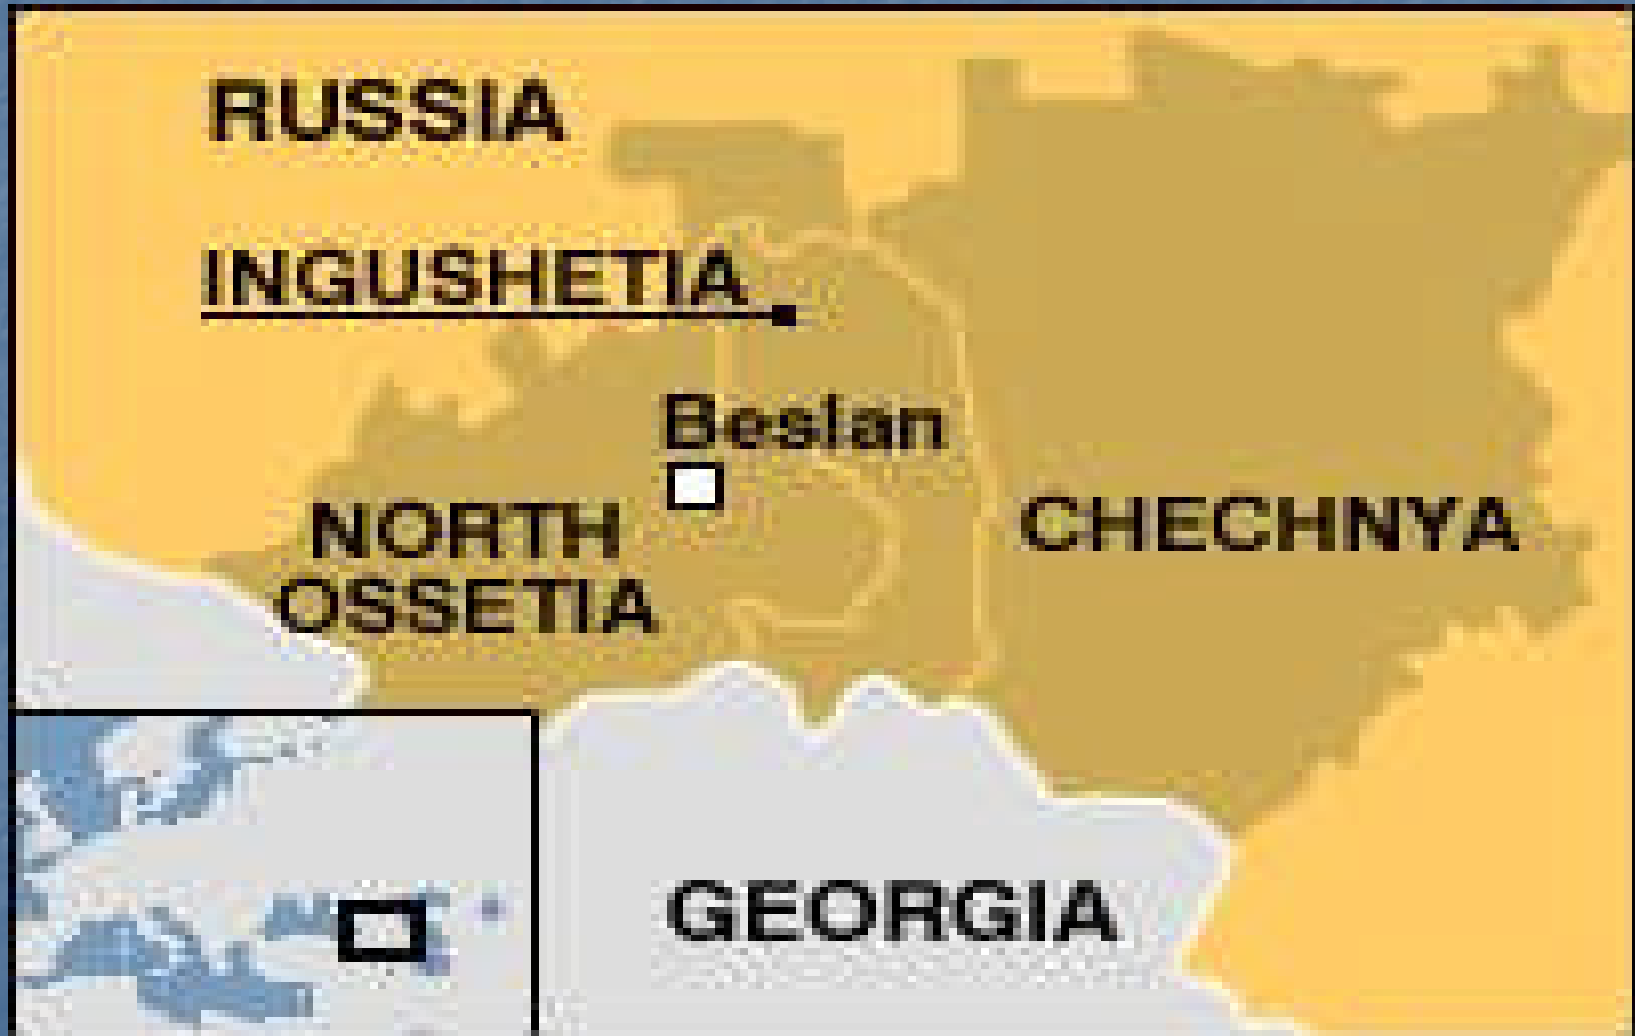 RUSSIA
INGUSHETIA
Beslan
NORTH
OSSETIA
CHECHNYA
GEORGIA